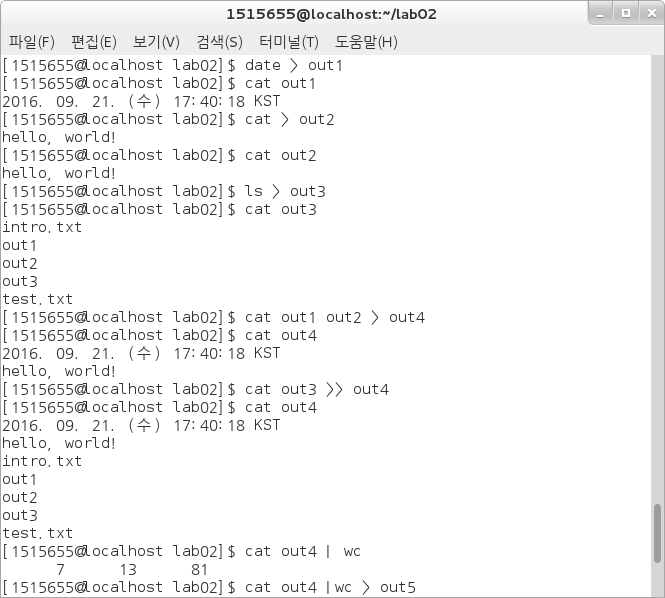 1515655@localhost:~/lab02
파일(F) 편집(E) 보기(V) 검색(S) 터미널(T) 도움말(H)
[1515655@localhost lab02]$ date > out1
[1515655@localhost lab02]$ cat out1
2016. 09. 21. (수) 17:40:18 KST
[1515655@localhost lab02]$ cat > out2
hello, world!
[1515655@localhost lab02]$ cat out2
hello, world!
[1515655@localhost lab02]$ ls > out3
[1515655@localhost lab02]$ cat out3
intro.txt
out1
out2
out3
test.txt
[1515655@localhost lab02]$ cat out1 out2 > out4
[1515655@localhost lab02]$ cat out4
2016. 09. 21. (수) 17:40:18 KST
hello, world!
[1515655@localhost lab02]$ cat out3 >> out4
[1515655@localhost lab02]$ cat out4
2016. 09. 21. (수) 17:40:18 KST
hello, world!
intro.txt
out1
out2
out3
test.txt
[1515655@localhost lab02]$ cat out4 | wc
7 13 81
[1515655@localhost lab02]$ cat out4 |wc > out5